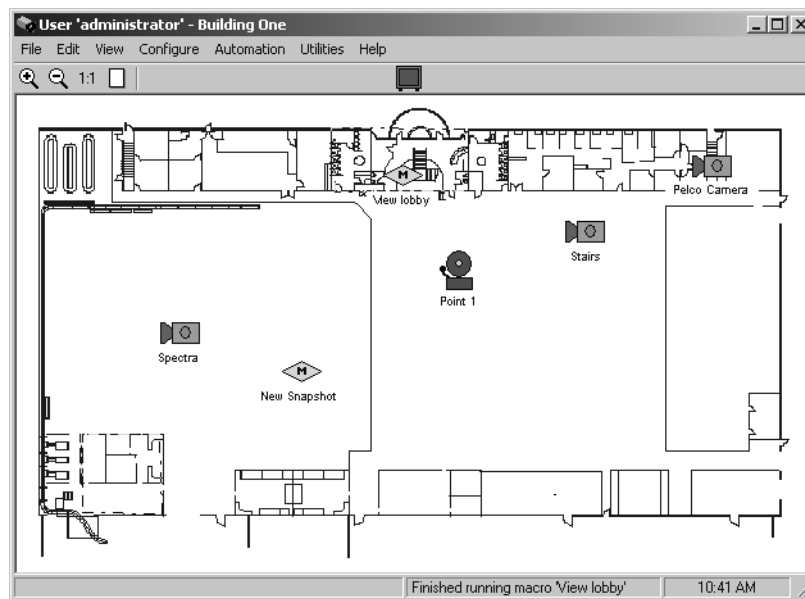 User 'administrator' - Building One
File Edit View Configure Automation Utilities Help
1:1
M
View lobby
Pelco Camera
Stairs
Point 1
Spectra
M
New Snapshot
Finished running macro 'View lobby' 10:41 AM